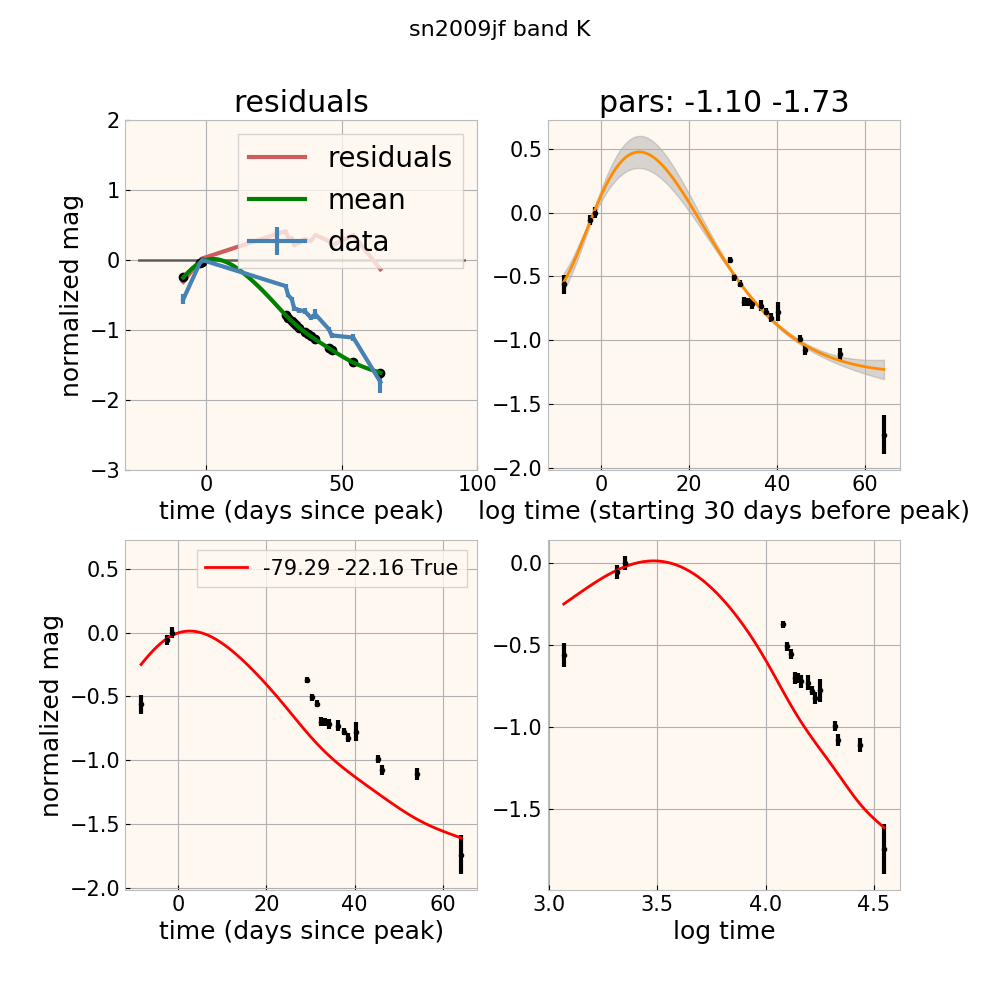 sn2009jf band K
residuals
pars: -1.10 -1.73
normalized mag
2
1
0
−1
−2
−3
residuals
mean
data
0
50
100
time (days since peak)
0.5
0.0
−0.5
−1.0
−1.5
−2.0
0
20
40
60
log time (starting 30 days before peak)
normalized mag
0.5
0.0
−0.5
−1.0
−1.5
−2.0
-79.29 -22.16 True
0
20
40
60
time (days since peak)
0.0
−0.5
−1.0
−1.5
3.0
3.5
4.0
4.5
log time